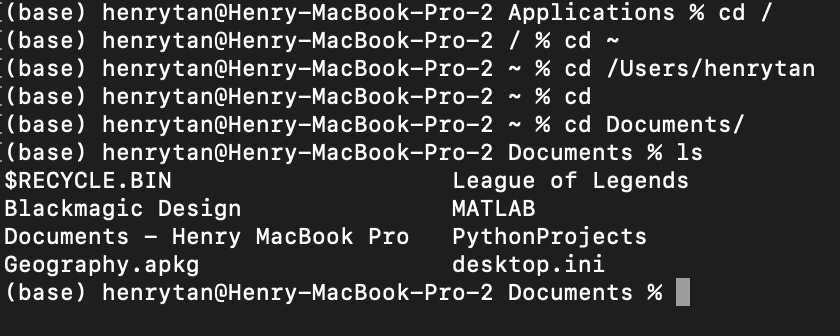 (base) henrytan@Henry-MacBook-Pro-2 Applications % cd /
(base) henrytan@Henry-MacBook-Pro-2 / % cd ~
(base) henrytan@Henry-MacBook-Pro-2 ~ % cd /Users/henrytan
(base) henrytan@Henry-MacBook-Pro-2 ~ % cd
(base) henrytan@Henry-MacBook-Pro-2 ~ % cd Documents/
(base) henrytan@Henry-MacBook-Pro-2 Documents % ls
$RECYCLE.BIN                    League of Legends
Blackmagic Design               MATLAB
Documents - Henry MacBook Pro   PythonProjects
Geography.apkg                  desktop.ini
(base) henrytan@Henry-MacBook-Pro-2 Documents %